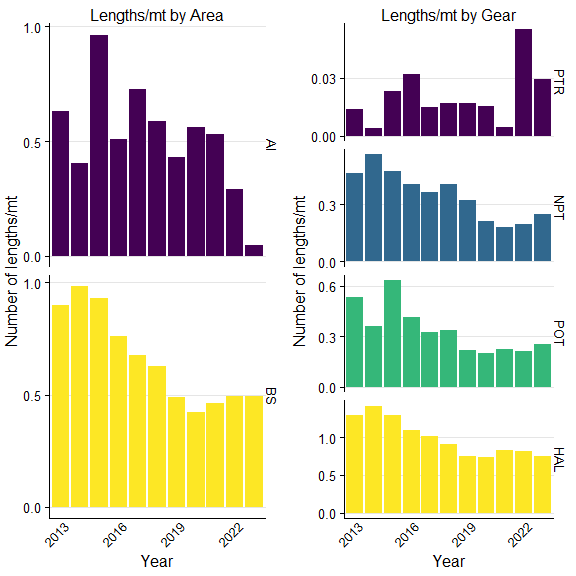 Lengths/mt by Area
Number of lengths/mt
1.0
0.5
0.0
AI
1.0
0.5
0.0
BS
2013
2016
2019
2022
Year
Lengths/mt by Gear
Number of lengths/mt
0.03
0.00
PTR
0.3
0.0
NPT
0.6
0.3
0.0
POT
1.0
0.5
0.0
HAL
2013
2016
2019
2022
Year